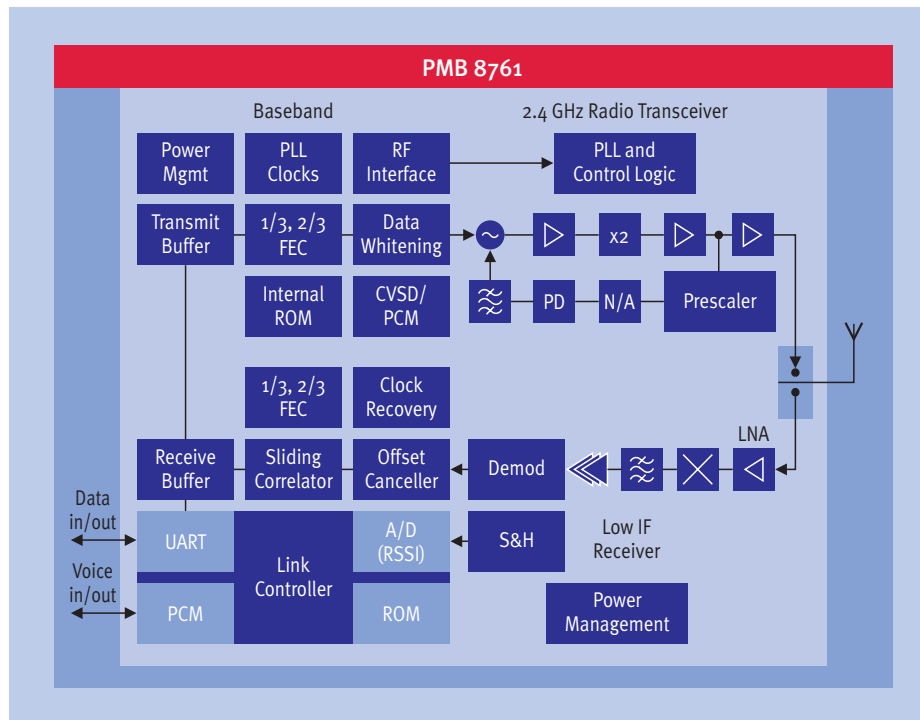 PMB 8761
Baseband
2.4 GHz Radio Transceiver
Power
Mgmt
PLL
Clocks
RF
Interface
PLL and
Control Logic
Transmit
Buffer
1/3, 2/3
FEC
Data
Whitening
x2
Internal
ROM
CVSD/
PCM
PD
N/A
Prescaler
1/3, 2/3
FEC
Clock
Recovery
LNA
Receive
Buffer
Sliding
Correlator
Offset
Canceller
Demod
Data
in/out
UART
Link
Controller
A/D
(RSSI)
S&H
Low IF
Receiver
Voice
in/out
PCM
ROM
Power
Management